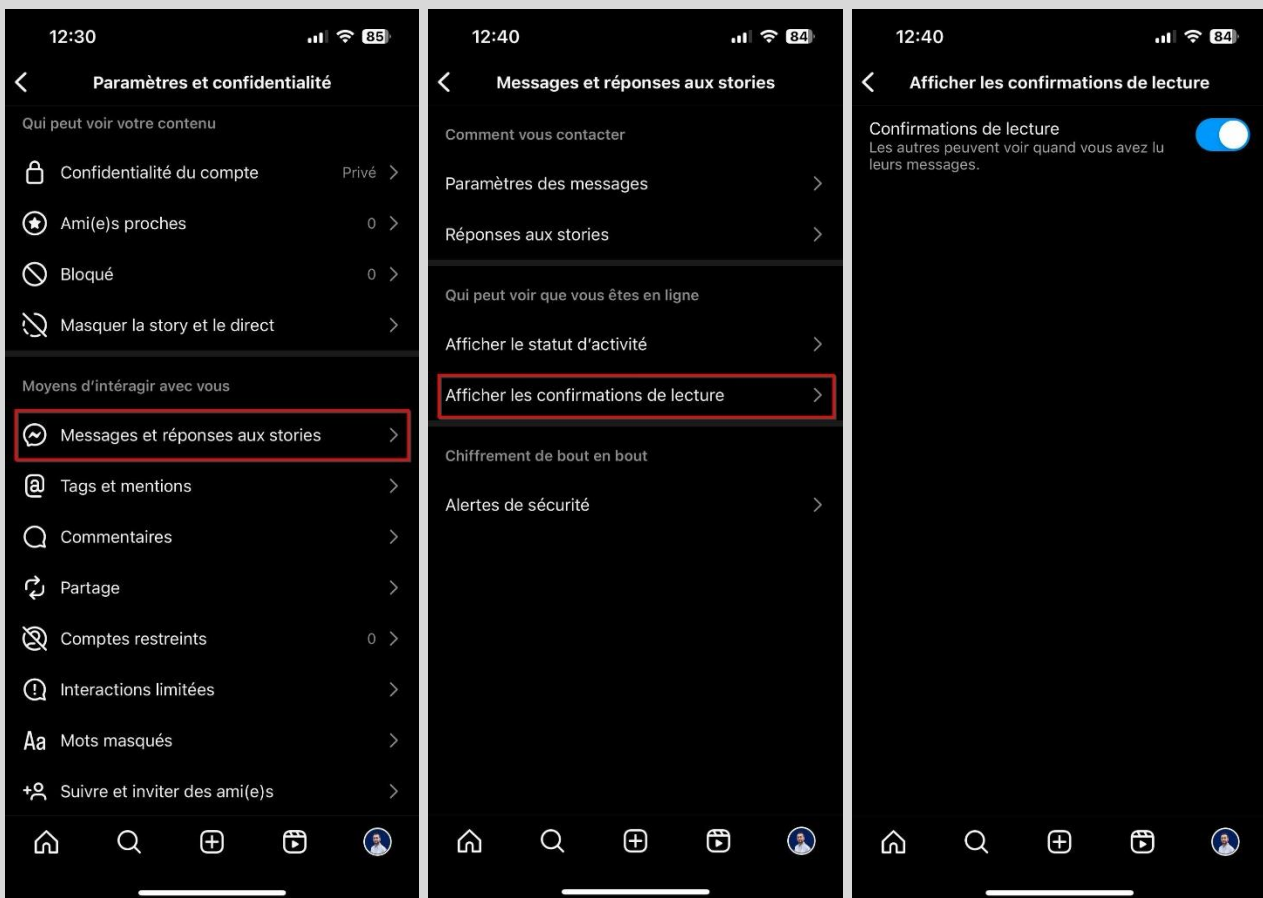 12:30
85
Paramètres et confidentialité
Qui peut voir votre contenu
Confidentialité du compte Privé
Ami(e)s proches 0
Bloqué 0
Masquer la story et le direct
Moyens d'intéragir avec vous
Messages et réponses aux stories
Tags et mentions
Commentaires
Partage
Comptes restreints 0
Interactions limitées
Aa Mots masqués
Suivre et inviter des ami(e)s
12:40
84
Messages et réponses aux stories
Comment vous contacter
Paramètres des messages
Réponses aux stories
Qui peut voir que vous êtes en ligne
Afficher le statut d'activité
Afficher les confirmations de lecture
Chiffrement de bout en bout
Alertes de sécurité
12:40
84
Afficher les confirmations de lecture
Confirmations de lecture
Les autres peuvent voir quand vous avez lu
leurs messages.